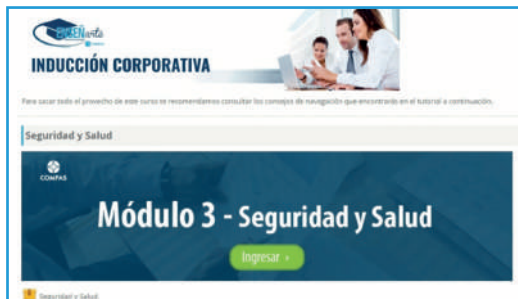 INDUCCIÓN CORPORATIVA
Para sacar todo el provecho de este curso te recomendamos consultar los consejos de navegación que encontrarás en el tutorial a continuación.
Seguridad y Salud
COMPAS
Módulo 3 - Seguridad y Salud
Ingresar ›
Seguridad y Salud